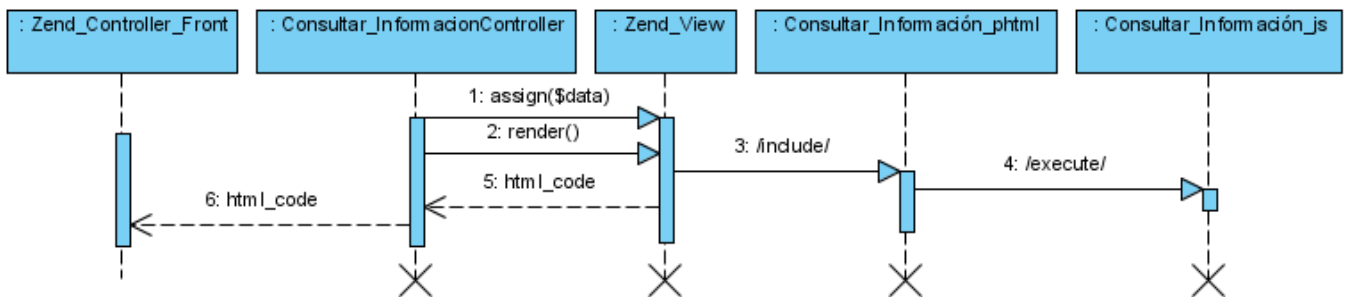 : Zend_Controller_Front
: Consultar_InformacionController
: Zend_View
: Consultar_Información_phtml
: Consultar_Información_js
1: assign($data)
2: render()
3: /include/
4: /execute/
5: html_code
6: html_code